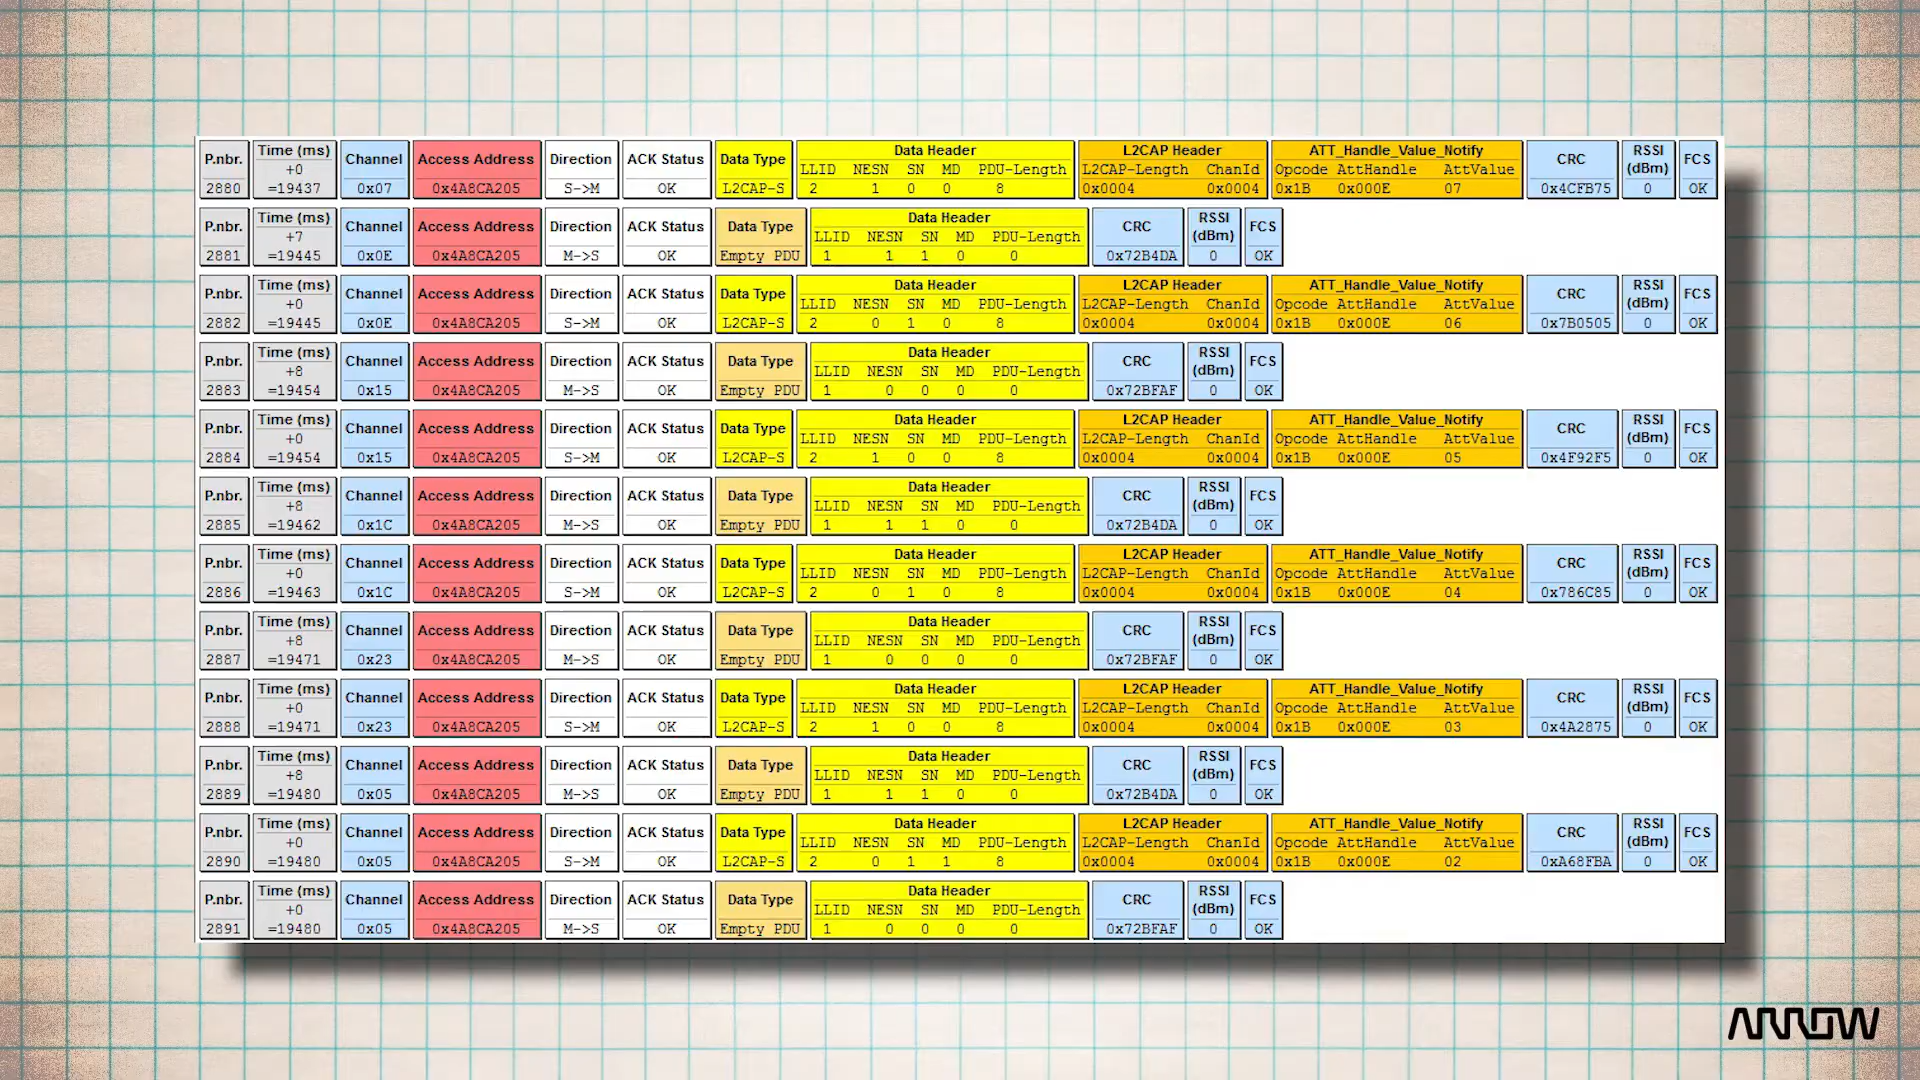 P.nbr. Time (ms) Channel Access Address Direction ACK Status Data Type Data Header L2CAP Header ATT_Handle_Value_Notify CRC RSSI (dBm) FCS
+0 LLID NESN SN MD PDU-Length L2CAP-Length ChanId Opcode AttHandle AttValue
2880 =19437 0x07 0x4A8CA205 S->M OK L2CAP-S 2 1 0 0 8 0x0004 0x0004 0x1B 0x000E 07 0x4CFB75 0 OK
P.nbr. Time (ms) Channel Access Address Direction ACK Status Data Type Data Header CRC RSSI (dBm) FCS
+7 LLID NESN SN MD PDU-Length
2881 =19445 0x0E 0x4A8CA205 M->S OK Empty PDU 1 1 1 0 0 0x72B4DA 0 OK
P.nbr. Time (ms) Channel Access Address Direction ACK Status Data Type Data Header L2CAP Header ATT_Handle_Value_Notify CRC RSSI (dBm) FCS
+0 LLID NESN SN MD PDU-Length L2CAP-Length ChanId Opcode AttHandle AttValue
2882 =19445 0x0E 0x4A8CA205 S->M OK L2CAP-S 2 0 1 0 8 0x0004 0x0004 0x1B 0x000E 06 0x7B0505 0 OK
P.nbr. Time (ms) Channel Access Address Direction ACK Status Data Type Data Header CRC RSSI (dBm) FCS
+8 LLID NESN SN MD PDU-Length
2883 =19454 0x15 0x4A8CA205 M->S OK Empty PDU 1 0 0 0 0 0x72BFAF 0 OK
P.nbr. Time (ms) Channel Access Address Direction ACK Status Data Type Data Header L2CAP Header ATT_Handle_Value_Notify CRC RSSI (dBm) FCS
+0 LLID NESN SN MD PDU-Length L2CAP-Length ChanId Opcode AttHandle AttValue
2884 =19454 0x15 0x4A8CA205 S->M OK L2CAP-S 2 1 0 0 8 0x0004 0x0004 0x1B 0x000E 05 0x4F92F5 0 OK
P.nbr. Time (ms) Channel Access Address Direction ACK Status Data Type Data Header CRC RSSI (dBm) FCS
+8 LLID NESN SN MD PDU-Length
2885 =19462 0x1C 0x4A8CA205 M->S OK Empty PDU 1 1 1 0 0 0x72B4DA 0 OK
P.nbr. Time (ms) Channel Access Address Direction ACK Status Data Type Data Header L2CAP Header ATT_Handle_Value_Notify CRC RSSI (dBm) FCS
+0 LLID NESN SN MD PDU-Length L2CAP-Length ChanId Opcode AttHandle AttValue
2886 =19463 0x1C 0x4A8CA205 S->M OK L2CAP-S 2 0 1 0 8 0x0004 0x0004 0x1B 0x000E 04 0x786C85 0 OK
P.nbr. Time (ms) Channel Access Address Direction ACK Status Data Type Data Header CRC RSSI (dBm) FCS
+8 LLID NESN SN MD PDU-Length
2887 =19471 0x23 0x4A8CA205 M->S OK Empty PDU 1 0 0 0 0 0x72BFAF 0 OK
P.nbr. Time (ms) Channel Access Address Direction ACK Status Data Type Data Header L2CAP Header ATT_Handle_Value_Notify CRC RSSI (dBm) FCS
+0 LLID NESN SN MD PDU-Length L2CAP-Length ChanId Opcode AttHandle AttValue
2888 =19471 0x23 0x4A8CA205 S->M OK L2CAP-S 2 1 0 0 8 0x0004 0x0004 0x1B 0x000E 03 0x4A2875 0 OK
P.nbr. Time (ms) Channel Access Address Direction ACK Status Data Type Data Header CRC RSSI (dBm) FCS
+8 LLID NESN SN MD PDU-Length
2889 =19480 0x05 0x4A8CA205 M->S OK Empty PDU 1 1 1 0 0 0x72B4DA 0 OK
P.nbr. Time (ms) Channel Access Address Direction ACK Status Data Type Data Header L2CAP Header ATT_Handle_Value_Notify CRC RSSI (dBm) FCS
+0 LLID NESN SN MD PDU-Length L2CAP-Length ChanId Opcode AttHandle AttValue
2890 =19480 0x05 0x4A8CA205 S->M OK L2CAP-S 2 0 1 1 8 0x0004 0x0004 0x1B 0x000E 02 0xA68FBA 0 OK
P.nbr. Time (ms) Channel Access Address Direction ACK Status Data Type Data Header CRC RSSI (dBm) FCS
+0 LLID NESN SN MD PDU-Length
2891 =19480 0x05 0x4A8CA205 M->S OK Empty PDU 1 0 0 0 0 0x72BFAF 0 OK
ARROW